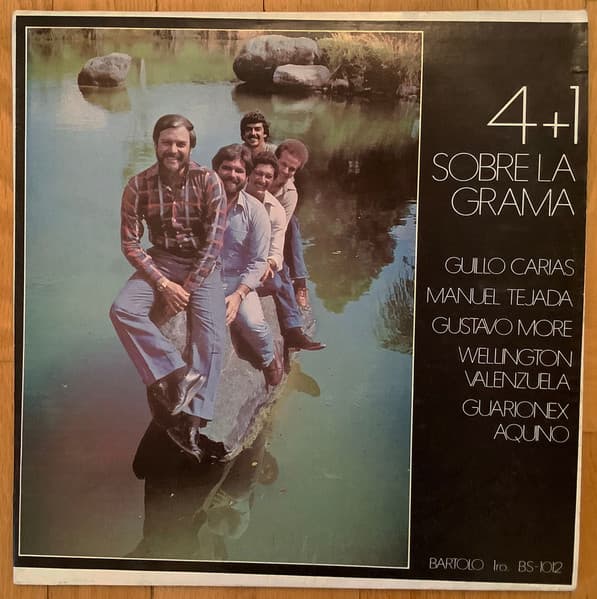 4+1
SOBRE LA
GRAMA
GUILLO CARIAS
MANUEL TEJADA
GUSTAVO MORE
WELLINGTON
VALENZUELA
GUARIONEX
AQUINO
BARTOLO 1ro. BS-1012